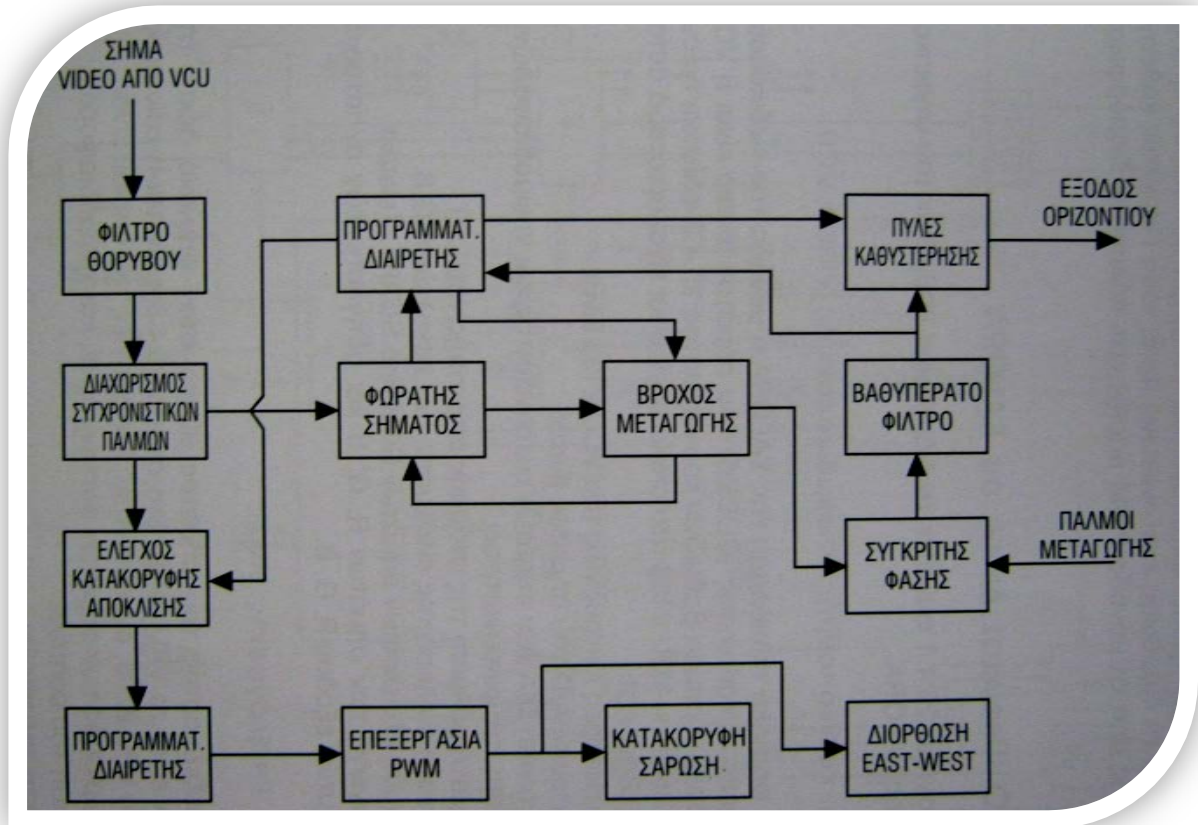 ΣΗΜΑ
VIDEO ΑΠΟ VCU
ΦΙΛΤΡΟ
ΘΟΡΥΒΟΥ
ΠΡΟΓΡΑΜΜΑΤ.
ΔΙΑΙΡΕΤΗΣ
ΠΥΛΕΣ
ΚΑΘΥΣΤΕΡΗΣΗΣ
ΕΞΟΔΟΣ
ΟΡΙΖΟΝΤΙΟΥ
ΔΙΑΧΩΡΙΣΜΟΣ
ΣΥΓΧΡΟΝΙΣΤΙΚΩΝ
ΠΑΛΜΩΝ
ΦΩΡΑΤΗΣ
ΣΗΜΑΤΟΣ
ΒΡΟΧΟΣ
ΜΕΤΑΓΩΓΗΣ
ΒΑΘΥΠΕΡΑΤΟ
ΦΙΛΤΡΟ
ΕΛΕΓΧΟΣ
ΚΑΤΑΚΟΡΥΦΗΣ
ΑΠΟΚΛΙΣΗΣ
ΣΥΓΚΡΙΤΗΣ
ΦΑΣΗΣ
ΠΑΛΜΟΙ
ΜΕΤΑΓΩΓΗΣ
ΠΡΟΓΡΑΜΜΑΤ.
ΔΙΑΙΡΕΤΗΣ
ΕΠΕΞΕΡΓΑΣΙΑ
PWM
ΚΑΤΑΚΟΡΥΦΗ
ΣΑΡΩΣΗ
ΔΙΟΡΘΩΣΗ
EAST-WEST